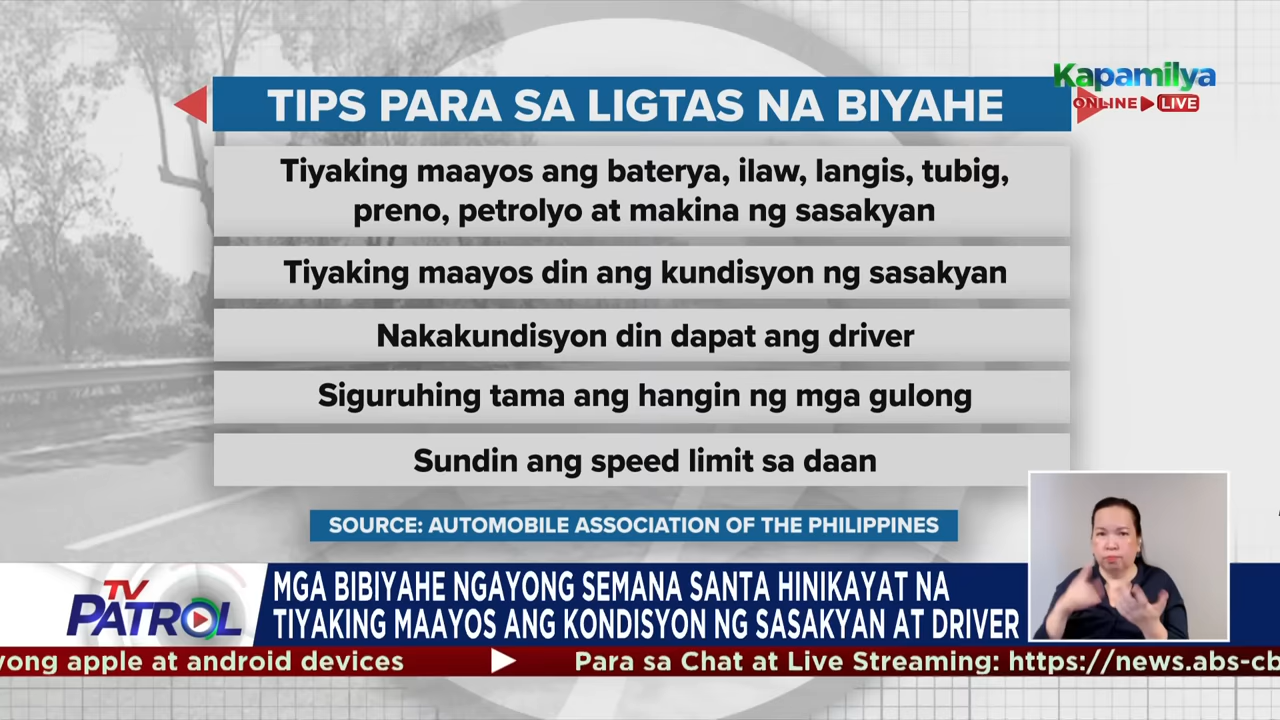 Kapamilya
ONLINE LIVE
TIPS PARA SA LIGTAS NA BIYAHE
Tiyaking maayos ang baterya, ilaw, langis, tubig,
preno, petrolyo at makina ng sasakyan
Tiyaking maayos din ang kundisyon ng sasakyan
Nakakundisyon din dapat ang driver
Siguruhing tama ang hangin ng mga gulong
Sundin ang speed limit sa daan
SOURCE: AUTOMOBILE ASSOCIATION OF THE PHILIPPINES
TV
PATROL
MGA BIBIYAHE NGAYONG SEMANA SANTA HINIKAYAT NA
TIYAKING MAAYOS ANG KONDISYON NG SASAKYAN AT DRIVER
yong apple at android devices
Para sa Chat at Live Streaming: https://news.abs-cb